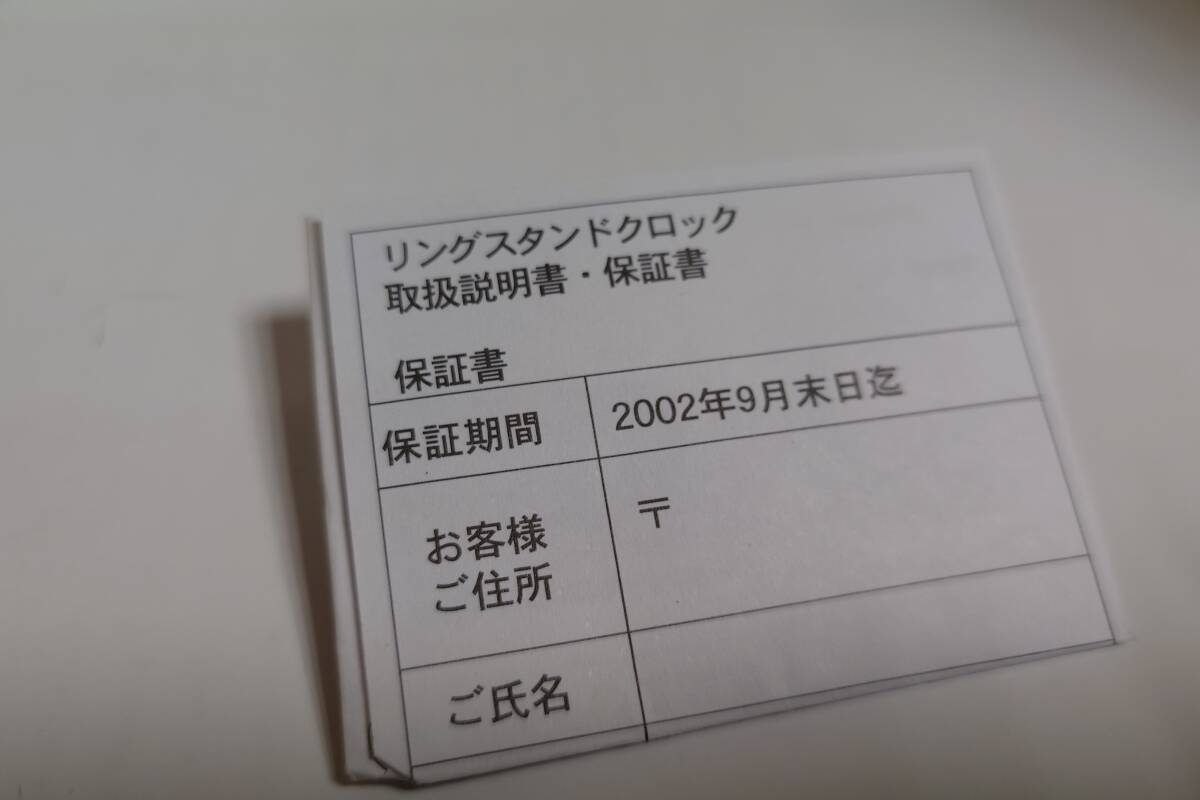 リングスタンドクロック
取扱説明書・保証書
保証書
保証期間 2002年9月末日迄
お客様
ご住所
〒
ご氏名